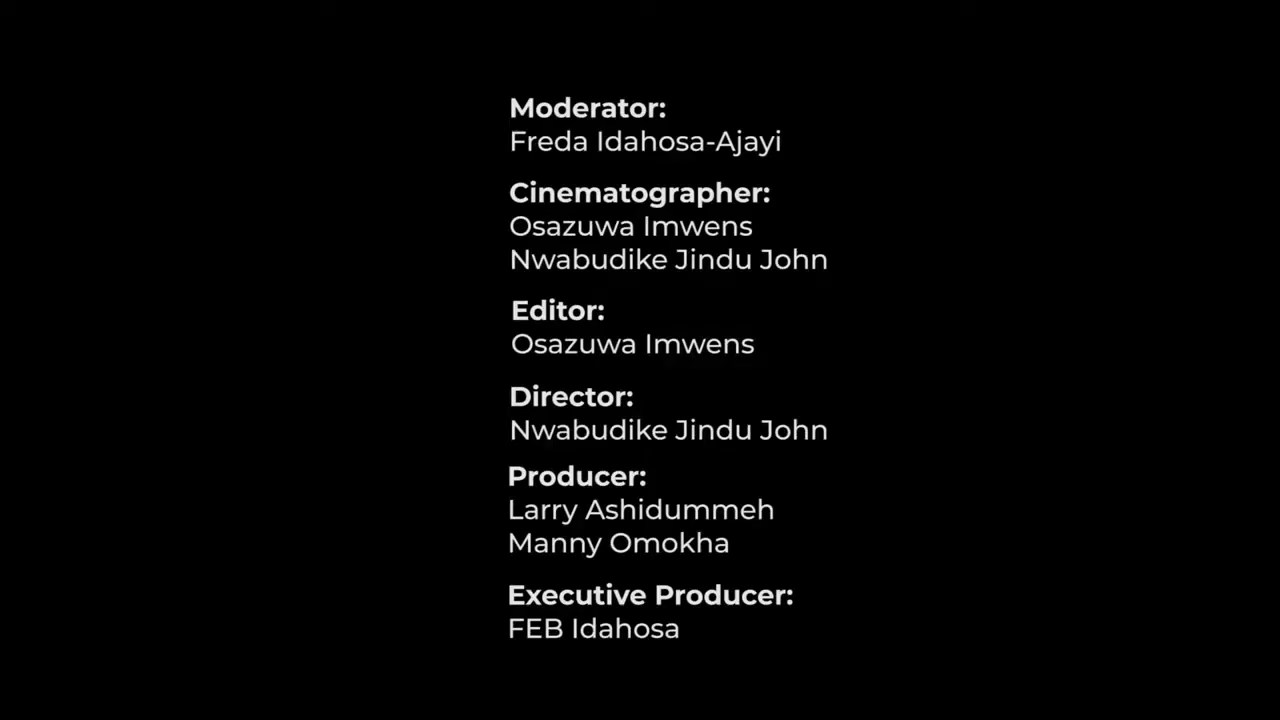 Moderator:
Freda Idahosa-Ajayi
Cinematographer:
Osazuwa Imwens
Nwabudike Jindu John
Editor:
Osazuwa Imwens
Director:
Nwabudike Jindu John
Producer:
Larry Ashidummeh
Manny Omokha
Executive Producer:
FEB Idahosa